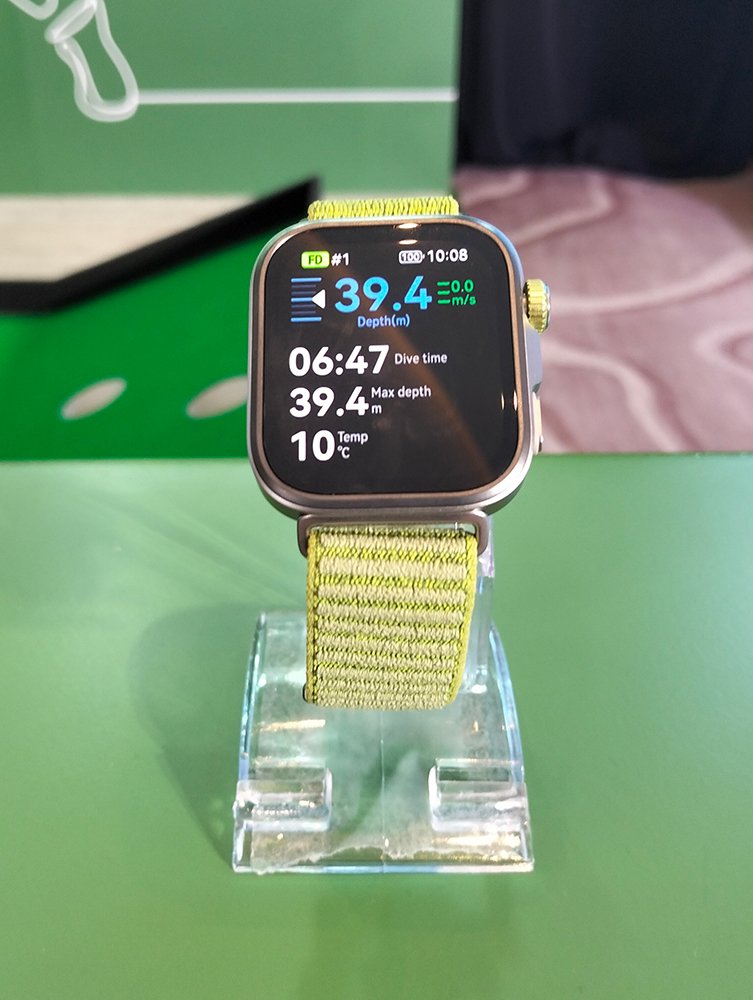 FD #1 100 10:08
39.4 0.0 m/s
Depth(m)
06:47 Dive time
39.4 Max depth m
10 Temp °C